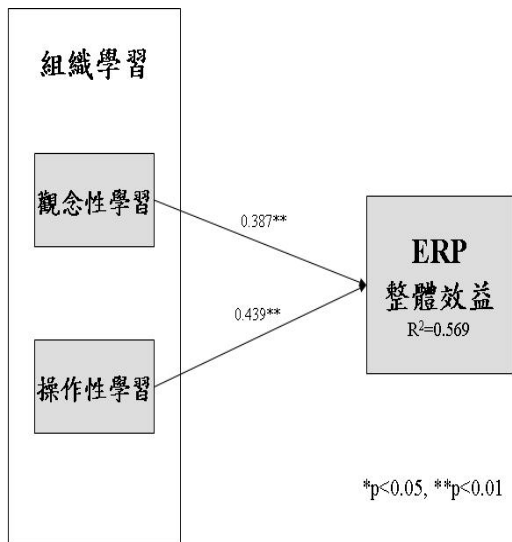 組織學習
觀念性學習
0.387**
ERP
整體效益
R²=0.569
0.439**
操作性學習
*p<0.05, **p<0.01